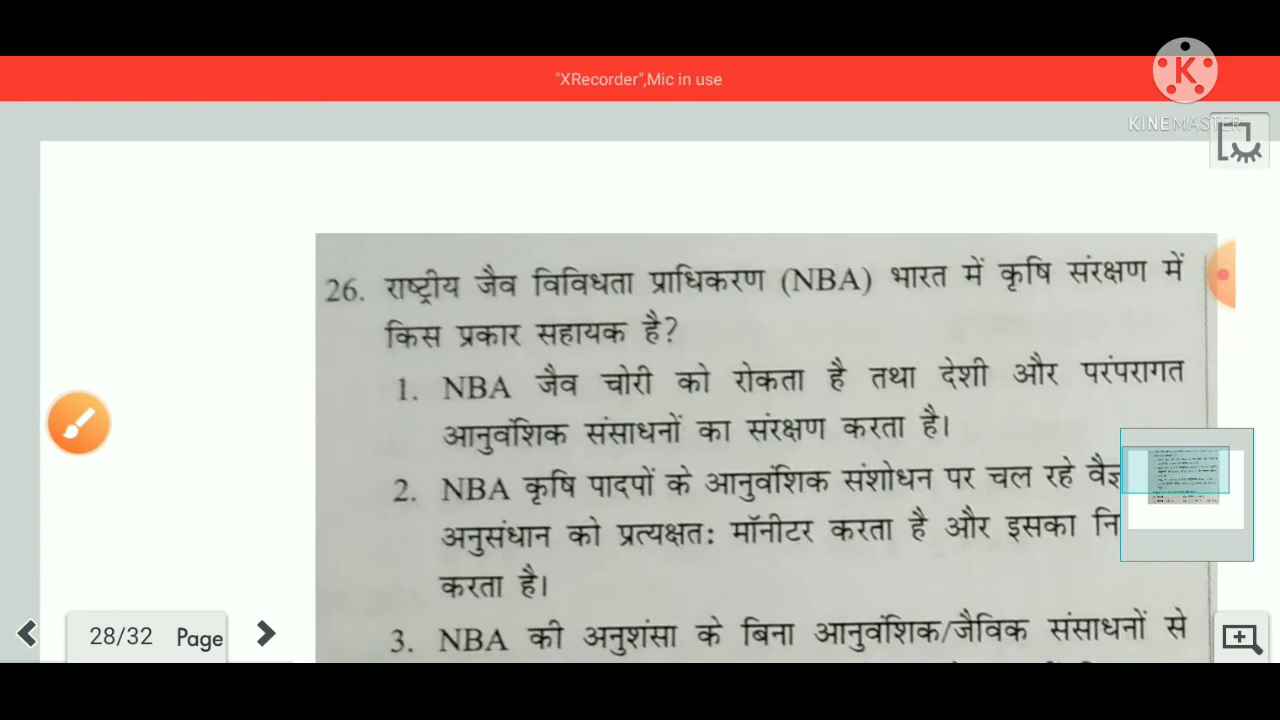 "XRecorder",Mic in use
KINEMASTER
26. राष्ट्रीय जैव विविधता प्राधिकरण (NBA) भारत में कृषि संरक्षण में
किस प्रकार सहायक है?
1. NBA जैव चोरी को रोकता है तथा देशी और परंपरागत
आनुवंशिक संसाधनों का संरक्षण करता है।
2. NBA कृषि पादपों के आनुवंशिक संशोधन पर चल रहे
अनुसंधान को प्रत्यक्षतः मॉनीटर करता है और इसका
करता है।
3. NBA की अनुशंसा के बिना आनुवंशिक/जैविक संसाधनों से
28/32 Page